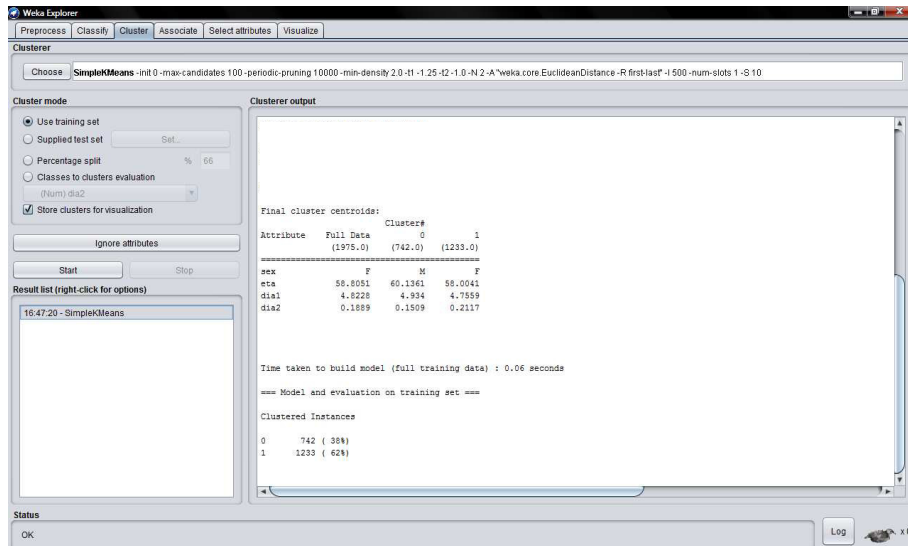 Weka Explorer
Preprocess Classify Cluster Associate Select attributes Visualize
Clusterer
Choose SimpleKMeans -init 0 -max-candidates 100 -periodic-pruning 10000 -min-density 2.0 -t1 -1.25 -t2 -1.0 -N 2 -A "weka.core.EuclideanDistance -R first-last" -I 500 -num-slots 1 -S 10
Cluster mode
Use training set
Supplied test set Set...
Percentage split % 66
Classes to clusters evaluation
(Num) dia2
Store clusters for visualization
Ignore attributes
Start Stop
Result list (right-click for options)
16:47:20 - SimpleKMeans
Clusterer output
Final cluster centroids:
Cluster#
Attribute Full Data 0 1
(1975.0) (742.0) (1233.0)
==============================================
sex F M F
eta 58.8051 60.1361 58.0041
dia1 4.8228 4.934 4.7559
dia2 0.1889 0.1509 0.2117
Time taken to build model (full training data) : 0.06 seconds
=== Model and evaluation on training set ===
Clustered Instances
0 742 ( 38%)
1 1233 ( 62%)
Status
OK
Log